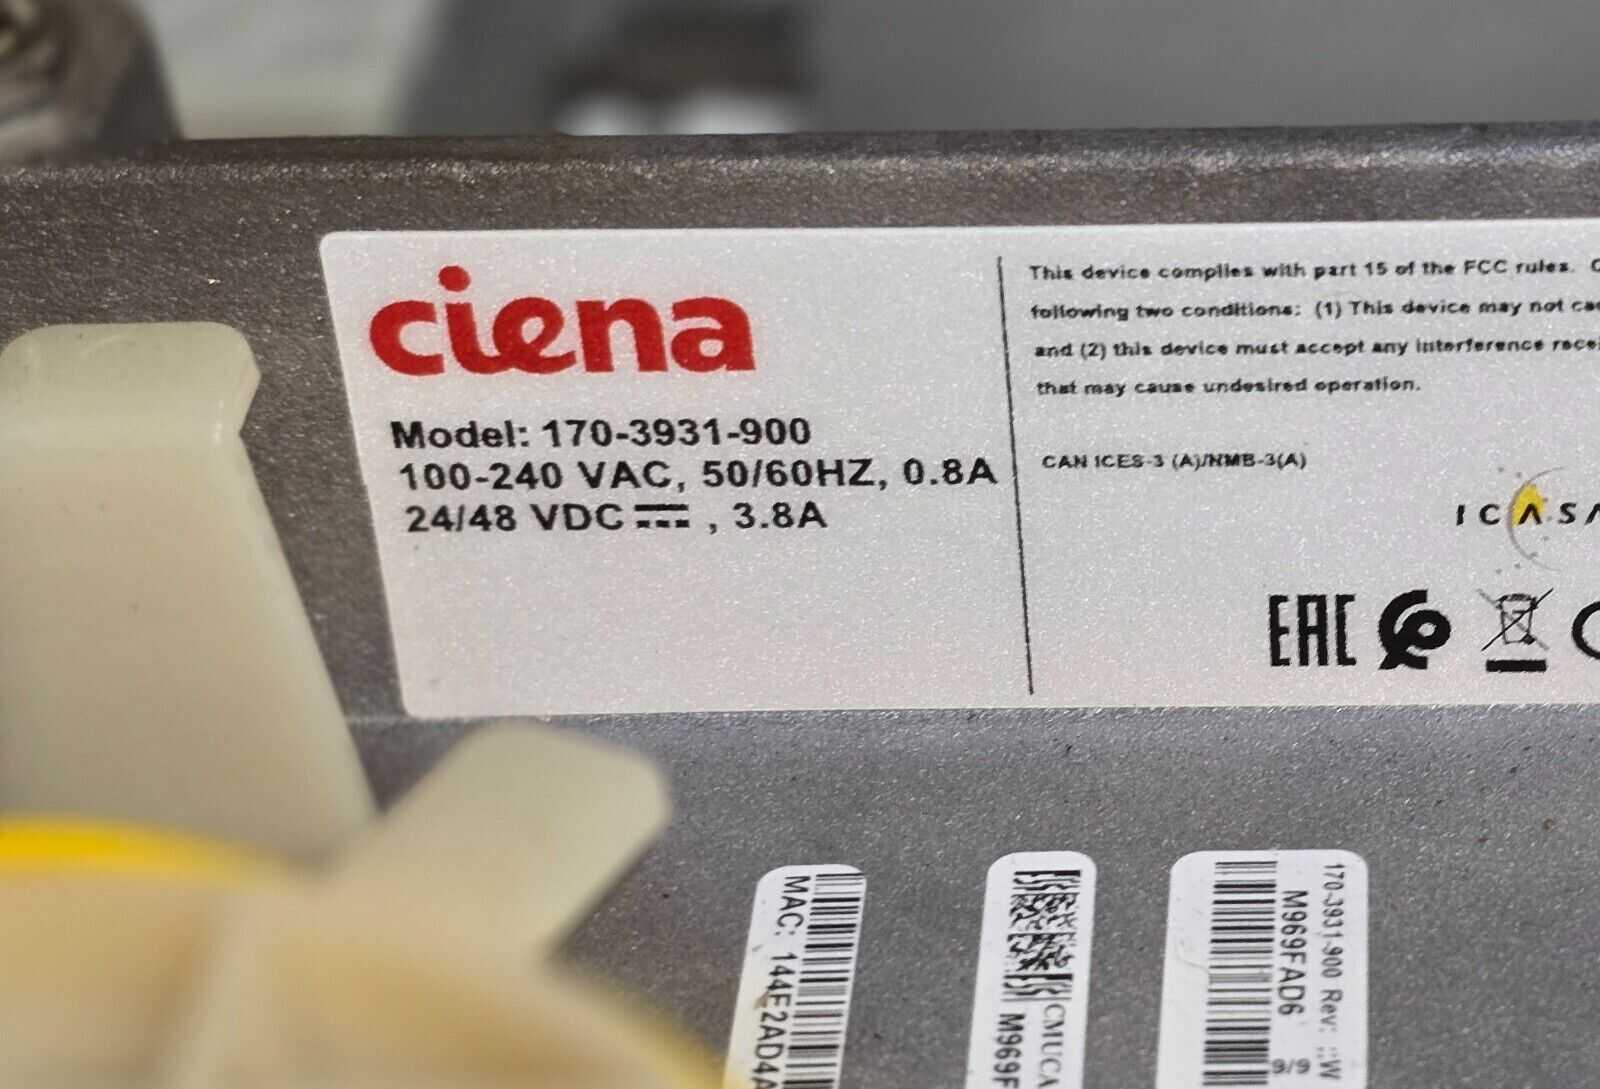 ciena
Model: 170-3931-900
100-240 VAC, 50/60HZ, 0.8A
24/48 VDC ⎓ , 3.8A
This device complies with part 15 of the FCC rules.
following two conditions: (1) This device may not
and (2) this device must accept any interference
that may cause undesired operation.
CAN ICES-3 (A)/NMB-3(A)
ICASA
EAC
MAC: 144E2AD4A
CMUCA
M969F
170-3931-900 Rev: ::W
M969FAD6
9/9